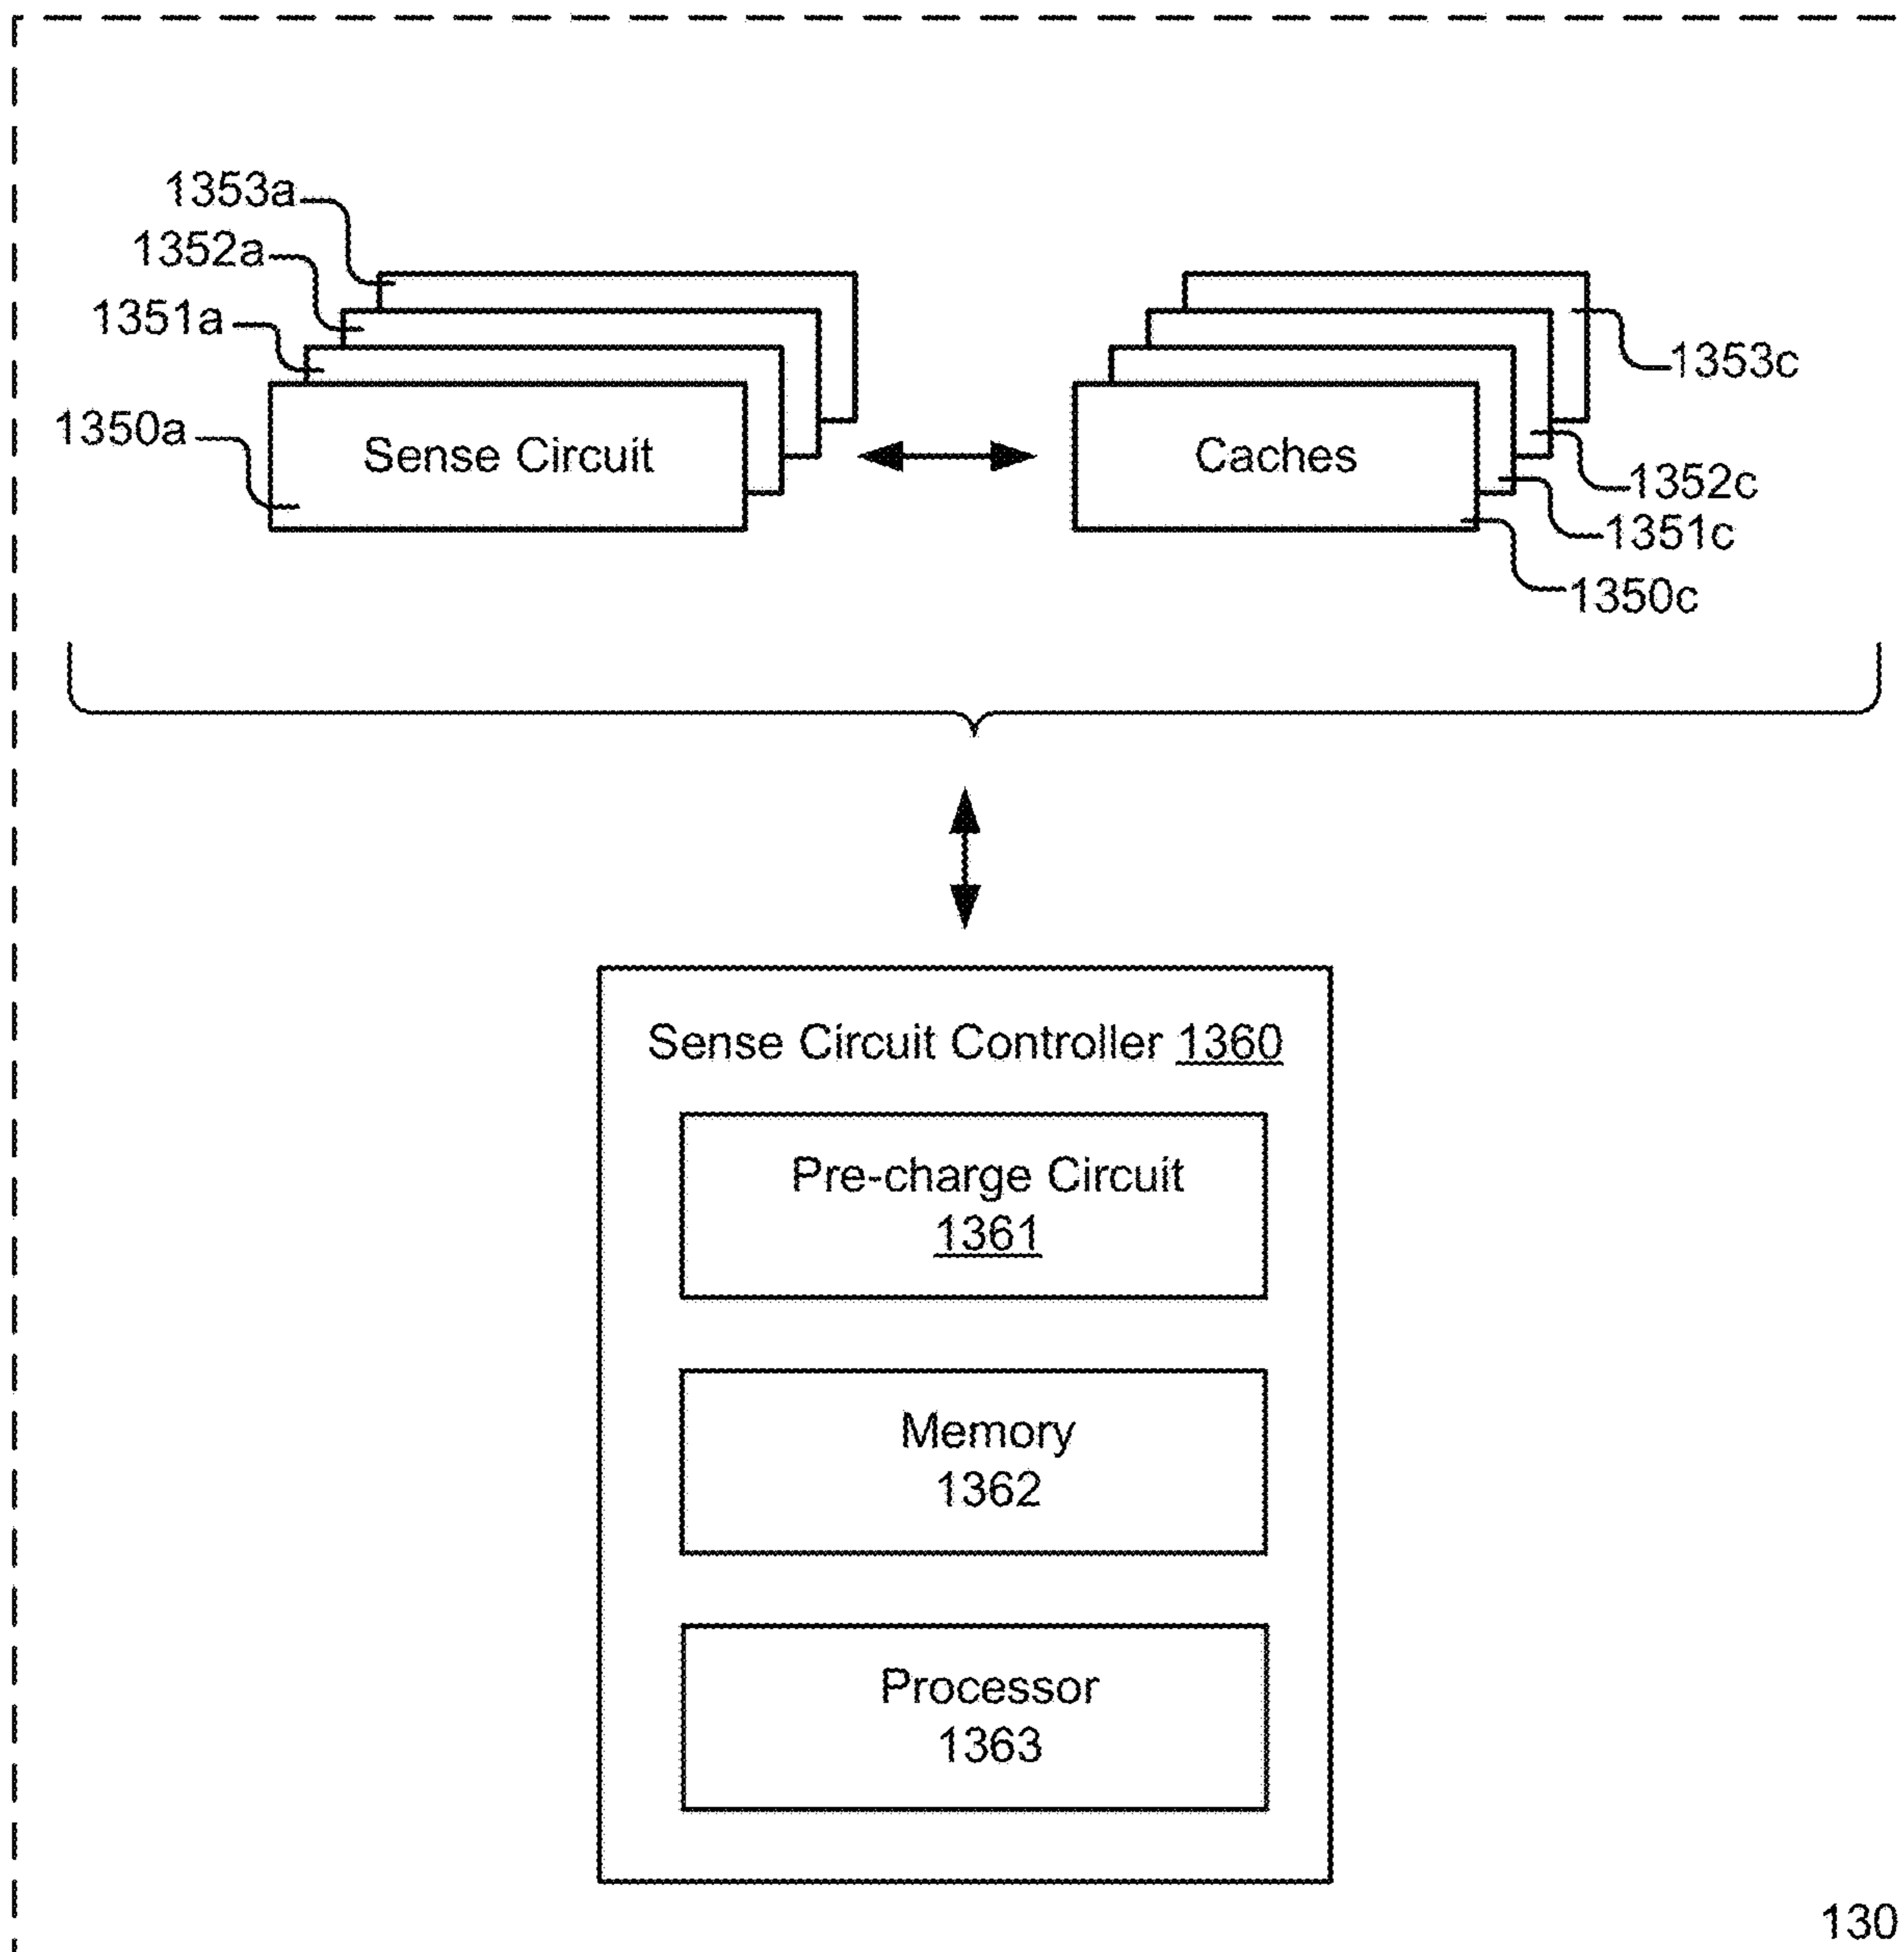 1353a
1352a
1351a
1350a
Sense Circuit
Caches
1353c
1352c
1351c
1350c
Sense Circuit Controller 1360
Pre-charge Circuit
1361
Memory
1362
Processor
1363
130